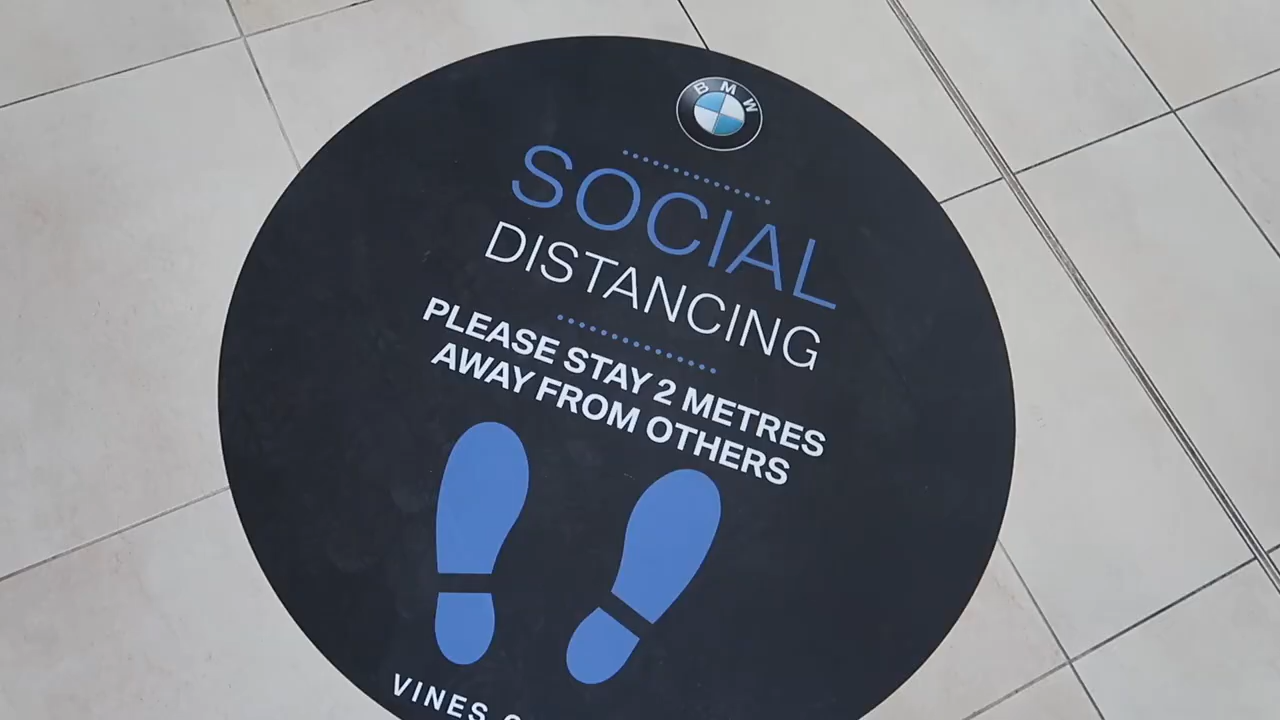 BMW
SOCIAL
DISTANCING
PLEASE STAY 2 METRES
AWAY FROM OTHERS
VINES